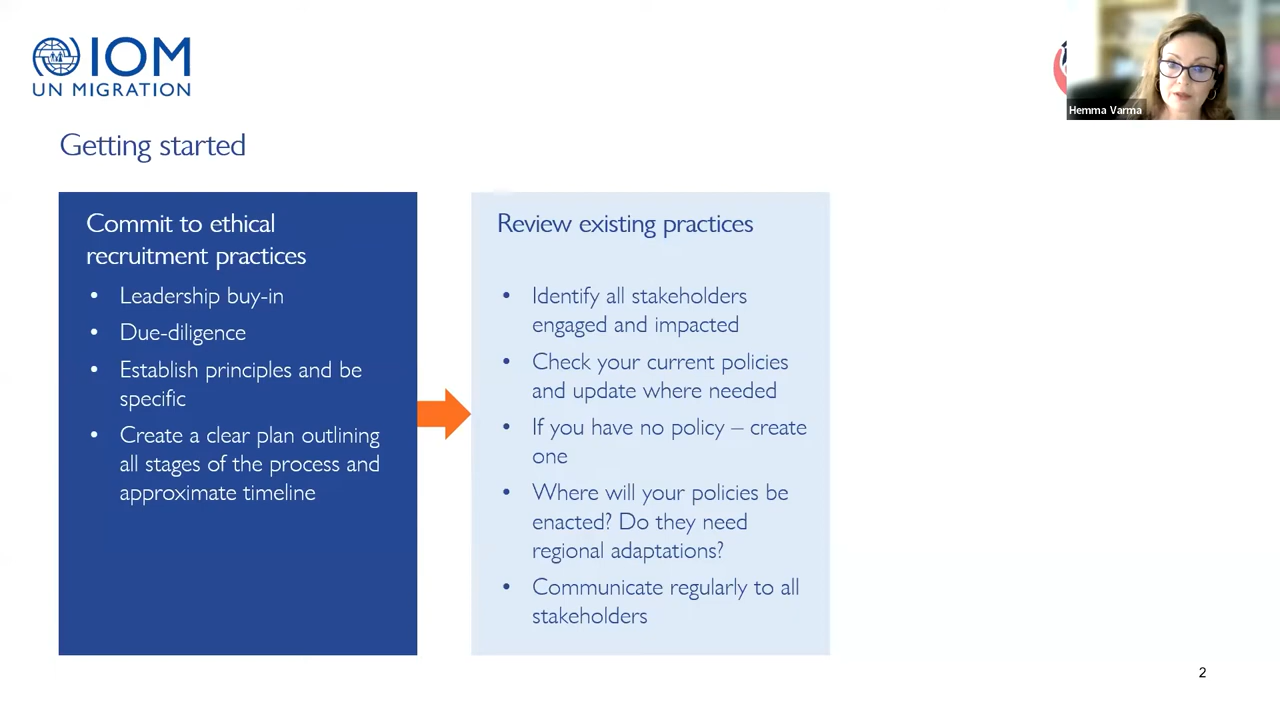 IOM
UN MIGRATION
Hemma Varma
Getting started
Commit to ethical
recruitment practices
• Leadership buy-in
• Due-diligence
• Establish principles and be
specific
• Create a clear plan outlining
all stages of the process and
approximate timeline
Review existing practices
• Identify all stakeholders
engaged and impacted
• Check your current policies
and update where needed
• If you have no policy – create
one
• Where will your policies be
enacted? Do they need
regional adaptations?
• Communicate regularly to all
stakeholders
2